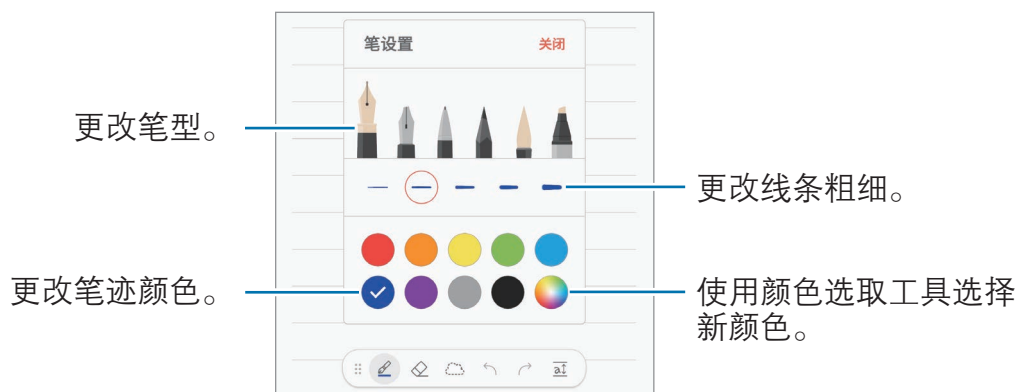 笔设置
关闭
更改笔型。
更改线条粗细。
更改笔迹颜色。
使用颜色选取工具选择
新颜色。
a